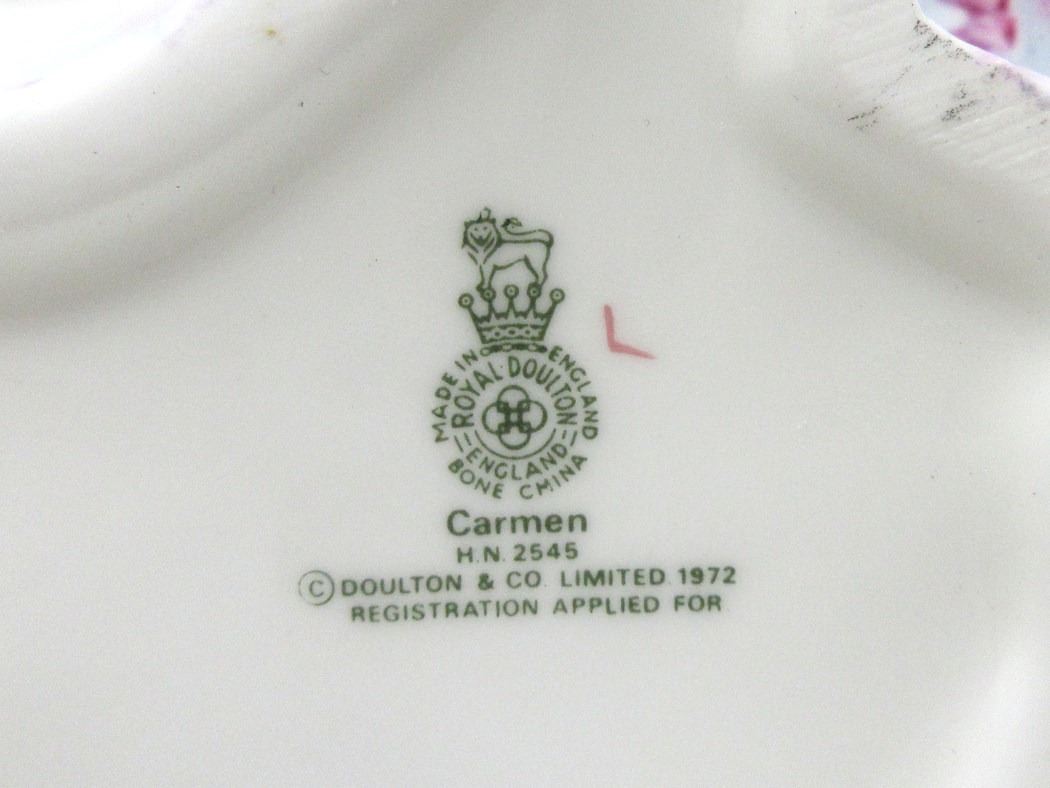 MADE IN ENGLAND
ROYAL DOULTON
ENGLAND
BONE CHINA
Carmen
H.N. 2545
© DOULTON & CO. LIMITED 1972
REGISTRATION APPLIED FOR